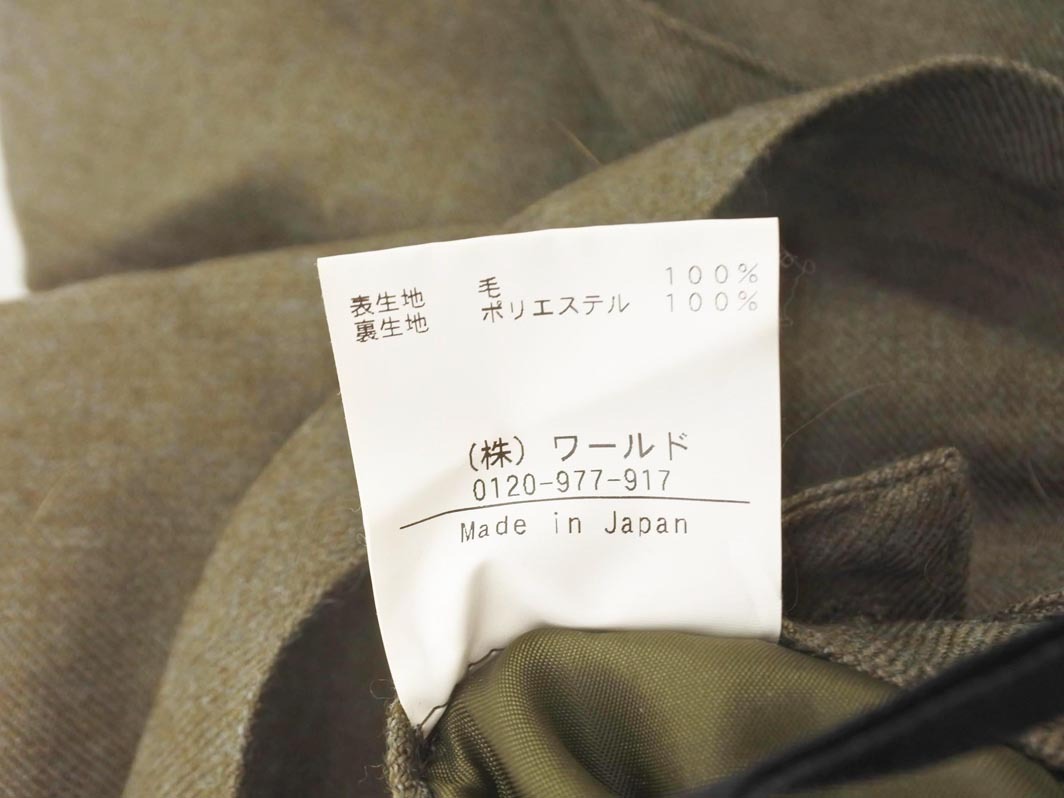 表生地 毛 100%
裏生地 ポリエステル 100%
(株) ワールド
0120-977-917
Made in Japan